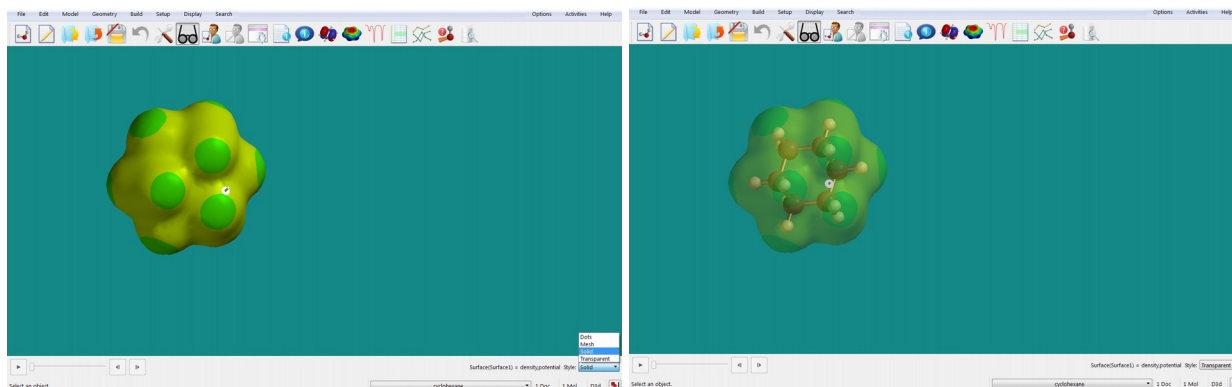 File Edit Model Geometry Build Setup Display Search Options Activities Help
Dots
Mesh
Solid
Transparent
Surface(Surface1) = density,potential Style: Solid
Select an object. cyclohexane 1 Doc 1 Mol D3d
File Edit Model Geometry Build Setup Display Search Options Activities Help
Surface(Surface1) = density,potential Style: Transparent
Select an object. cyclohexane 1 Doc 1 Mol D3d